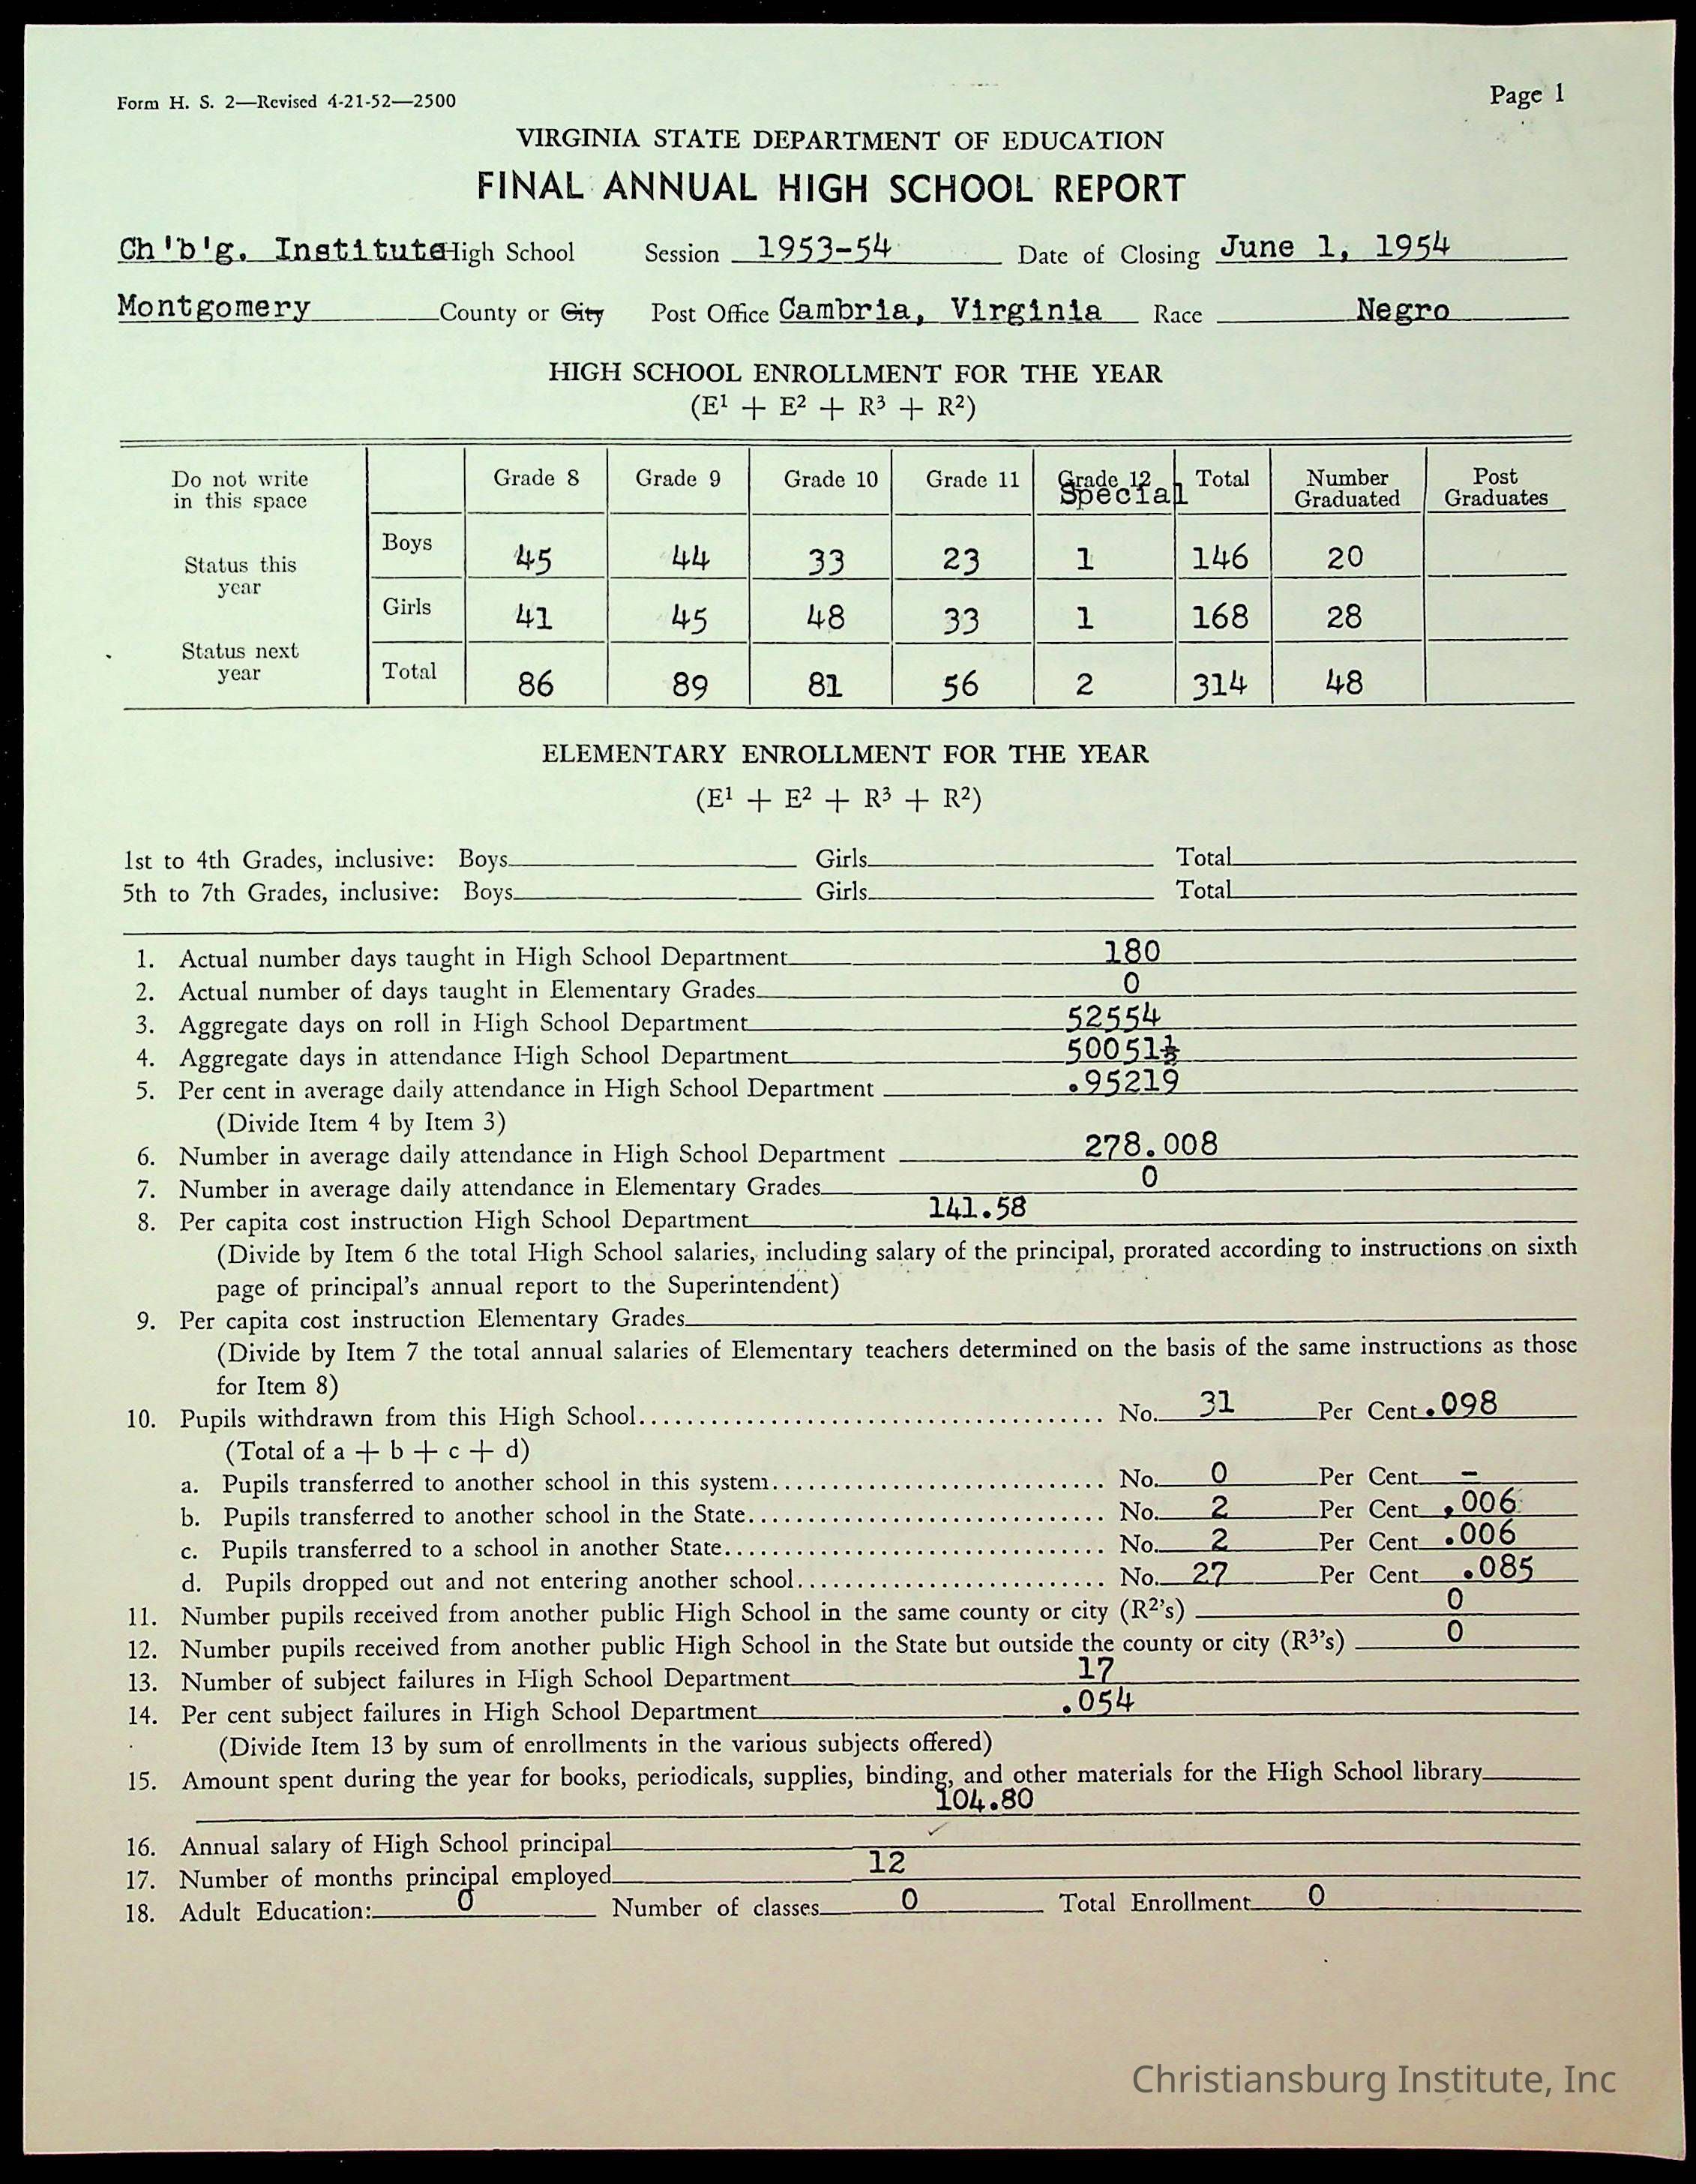 Form H. S. 2—Revised 4-21-52—2500
Page 1
VIRGINIA STATE DEPARTMENT OF EDUCATION
FINAL ANNUAL HIGH SCHOOL REPORT
Ch'b'g. Institute High School Session 1953-54 Date of Closing June 1, 1954
Montgomery County or City Post Office Cambria, Virginia Race Negro
HIGH SCHOOL ENROLLMENT FOR THE YEAR
(E¹ + E² + R³ + R²)
Do not write in this space Grade 8 Grade 9 Grade 10 Grade 11 Grade 12 Special Total Number Graduated Post Graduates
Status this year Boys 45 44 33 23 1 146 20
Girls 41 45 48 33 1 168 28
Status next year Total 86 89 81 56 2 314 48
ELEMENTARY ENROLLMENT FOR THE YEAR
(E¹ + E² + R³ + R²)
1st to 4th Grades, inclusive: Boys Girls Total
5th to 7th Grades, inclusive: Boys Girls Total
1. Actual number days taught in High School Department 180
2. Actual number of days taught in Elementary Grades 0
3. Aggregate days on roll in High School Department 52554
4. Aggregate days in attendance High School Department 50051
5. Per cent in average daily attendance in High School Department .95219
(Divide Item 4 by Item 3)
6. Number in average daily attendance in High School Department 278.008
7. Number in average daily attendance in Elementary Grades 0
8. Per capita cost instruction High School Department 141.58
(Divide by Item 6 the total High School salaries, including salary of the principal, prorated according to instructions on sixth
page of principal's annual report to the Superintendent)
9. Per capita cost instruction Elementary Grades
(Divide by Item 7 the total annual salaries of Elementary teachers determined on the basis of the same instructions as those
for Item 8)
10. Pupils withdrawn from this High School No. 31 Per Cent .098
(Total of a + b + c + d)
a. Pupils transferred to another school in this system No. 0 Per Cent -
b. Pupils transferred to another school in the State No. 2 Per Cent .006
c. Pupils transferred to a school in another State No. 2 Per Cent .006
d. Pupils dropped out and not entering another school No. 27 Per Cent .085
11. Number pupils received from another public High School in the same county or city (R²'s) 0
12. Number pupils received from another public High School in the State but outside the county or city (R³'s) 0
13. Number of subject failures in High School Department 17
14. Per cent subject failures in High School Department .054
(Divide Item 13 by sum of enrollments in the various subjects offered)
15. Amount spent during the year for books, periodicals, supplies, binding, and other materials for the High School library
104.80
16. Annual salary of High School principal
17. Number of months principal employed 12
18. Adult Education: 0 Number of classes 0 Total Enrollment 0
Christiansburg Institute, Inc